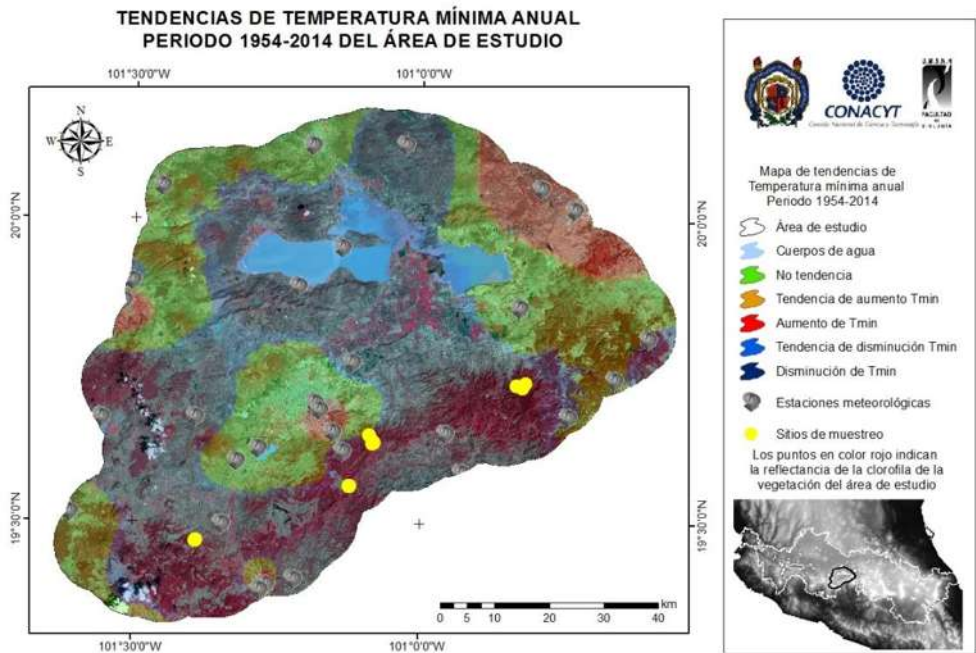 TENDENCIAS DE TEMPERATURA MÍNIMA ANUAL
PERIODO 1954-2014 DEL ÁREA DE ESTUDIO
101°30'0"W
101°0'0"W
N
W
E
S
20°0'0"N
20°0'0"N
19°30'0"N
19°30'0"N
km
0 5 10 20 30 40
101°30'0"W
101°0'0"W
CONACYT
FACULTAD
DE
BIOLOGÍA
Mapa de tendencias de
Temperatura mínima anual
Periodo 1954-2014
Área de estudio
Cuerpos de agua
No tendencia
Tendencia de aumento Tmin
Aumento de Tmin
Tendencia de disminución Tmin
Disminución de Tmin
Estaciones meteorológicas
Sitios de muestreo
Los puntos en color rojo indican
la reflectancia de la clorofila de la
vegetación del área de estudio